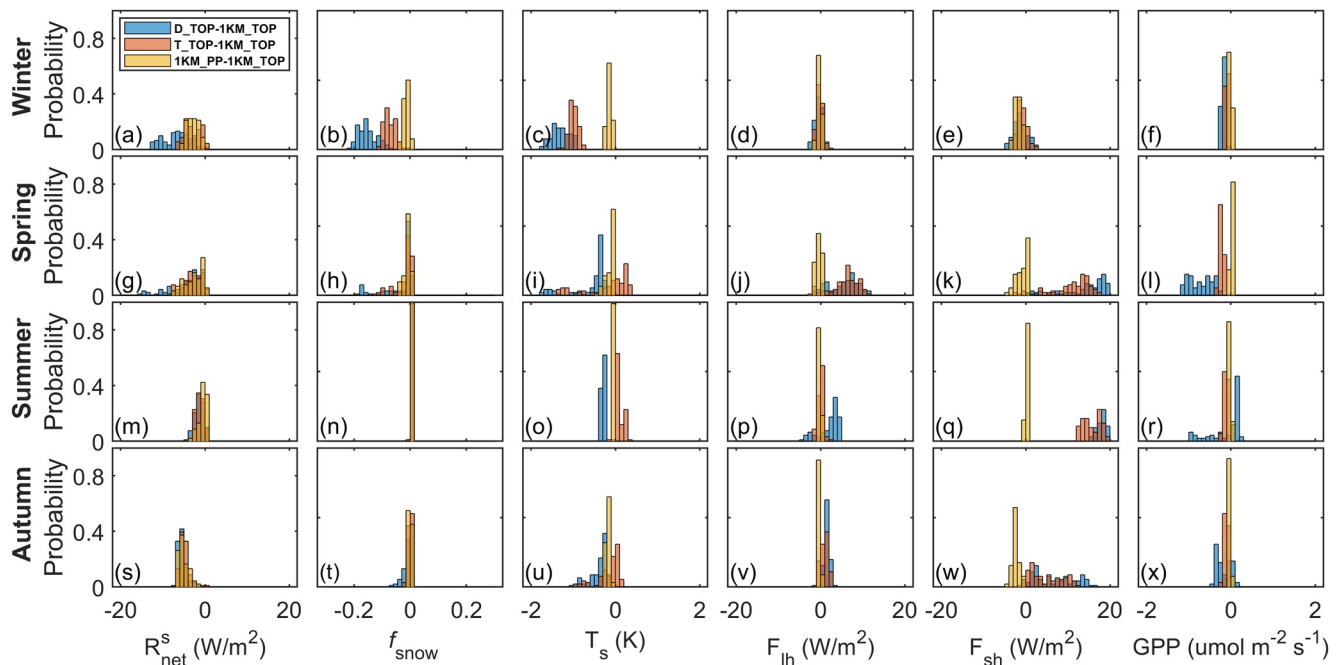 D_TOP-1KM_TOP
T_TOP-1KM_TOP
1KM_PP-1KM_TOP
Winter
Probability
0.8
0.4
0
(a)
(b)
(c)
(d)
(e)
(f)
Spring
Probability
0.8
0.4
0
(g)
(h)
(i)
(j)
(k)
(l)
Summer
Probability
0.8
0.4
0
(m)
(n)
(o)
(p)
(q)
(r)
Autumn
Probability
0.8
0.4
0
(s)
(t)
(u)
(v)
(w)
(x)
-20 0 20
-0.2 0 0.2
-2 0 2
-20 0 20
-20 0 20
-2 0 2
R^s_net (W/m²)
f_snow
T_s (K)
F_lh (W/m²)
F_sh (W/m²)
GPP (umol m⁻² s⁻¹)